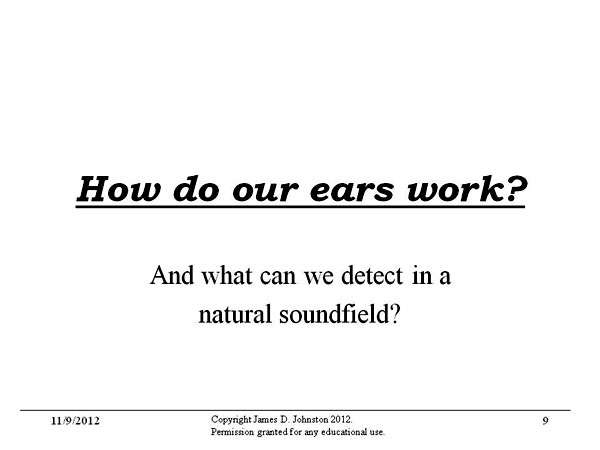 How do our ears work?
And what can we detect in a
natural soundfield?
11/9/2012
Copyright James D. Johnston 2012.
Permission granted for any educational use.
9